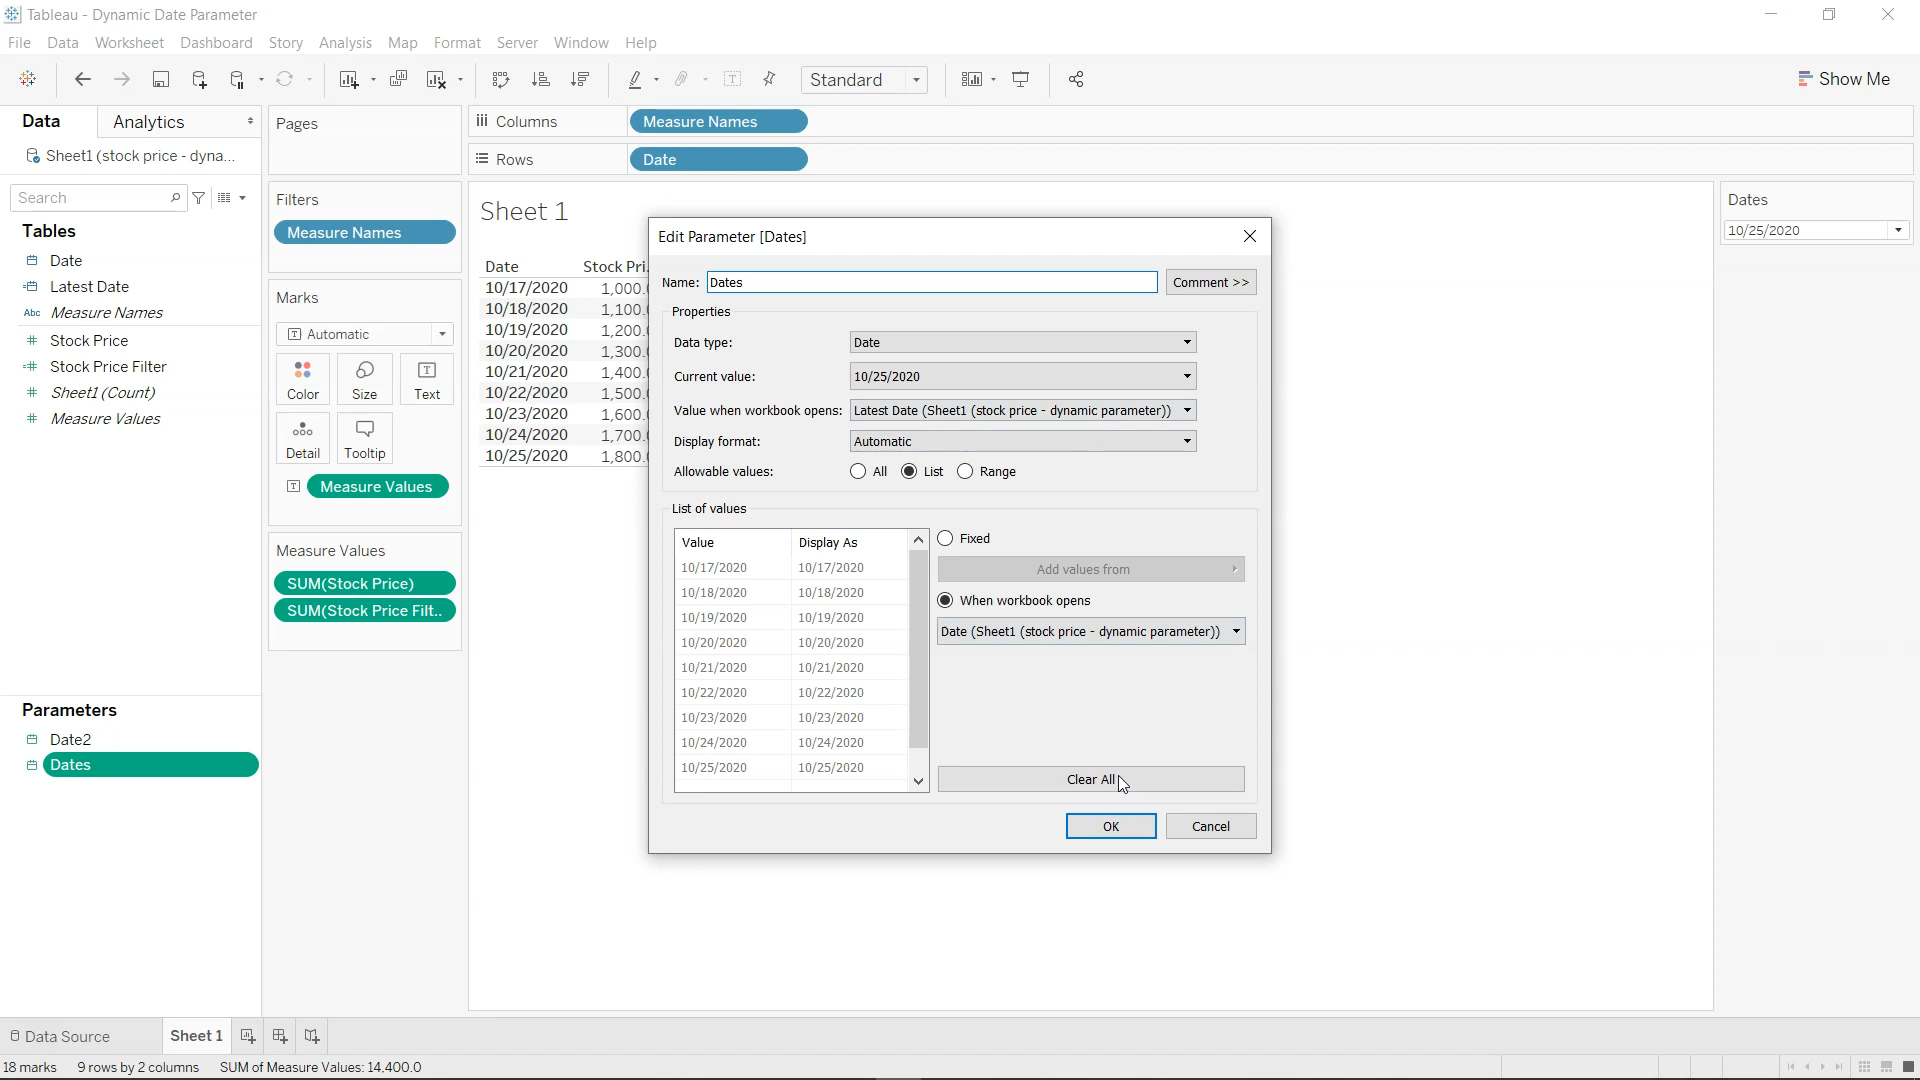 Tableau - Dynamic Date Parameter
File Data Worksheet Dashboard Story Analysis Map Format Server Window Help
Standard
Show Me
Data Analytics
Sheet1 (stock price - dyna...
Search
Tables
Date
Latest Date
Abc Measure Names
Stock Price
Stock Price Filter
Sheet1 (Count)
Measure Values
Parameters
Date2
Dates
Pages
Filters
Measure Names
Marks
Automatic
Color Size Text
Detail Tooltip
Measure Values
Measure Values
SUM(Stock Price)
SUM(Stock Price Filt..
Columns Measure Names
Rows Date
Sheet 1
Date Stock Pri.
10/17/2020 1,000.
10/18/2020 1,100.
10/19/2020 1,200.
10/20/2020 1,300.
10/21/2020 1,400.
10/22/2020 1,500.
10/23/2020 1,600.
10/24/2020 1,700.
10/25/2020 1,800.
Edit Parameter [Dates]
Name: Dates Comment >>
Properties
Data type: Date
Current value: 10/25/2020
Value when workbook opens: Latest Date (Sheet1 (stock price - dynamic parameter))
Display format: Automatic
Allowable values: All List Range
List of values
Value Display As
10/17/2020 10/17/2020
10/18/2020 10/18/2020
10/19/2020 10/19/2020
10/20/2020 10/20/2020
10/21/2020 10/21/2020
10/22/2020 10/22/2020
10/23/2020 10/23/2020
10/24/2020 10/24/2020
10/25/2020 10/25/2020
Fixed
Add values from
When workbook opens
Date (Sheet1 (stock price - dynamic parameter))
Clear All
OK Cancel
Dates
10/25/2020
Data Source Sheet 1
18 marks 9 rows by 2 columns SUM of Measure Values: 14,400.0